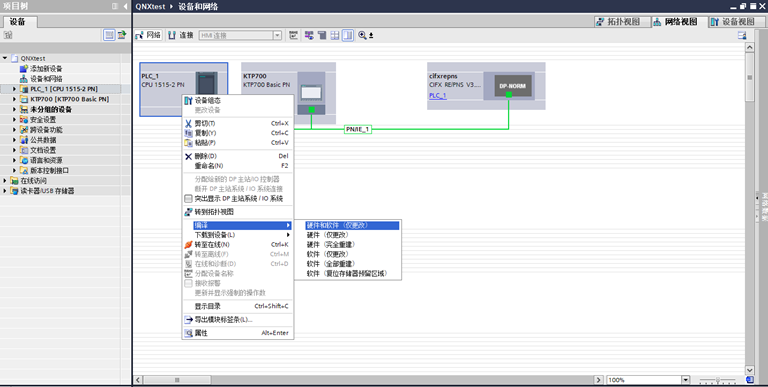 项目树
QNXtest ▸ 设备和网络
设备
拓扑视图
网络视图
设备视图
网络
连接
HMI 连接
QNXtest
添加新设备
设备和网络
PLC_1 [CPU 1515-2 PN]
KTP700 [KTP700 Basic PN]
未分组的设备
安全设置
跨设备功能
公共数据
文档设置
语言和资源
版本控制接口
在线访问
读卡器/USB 存储器
PLC_1
CPU 1515-2 PN
KTP700
KTP700 Basic PN
cifxrepns
CIFX RE/PNS V3....
PLC_1
DP-NORM
PN/IE_1
设备组态
更改设备
剪切(T) Ctrl+X
复制(Y) Ctrl+C
粘贴(P) Ctrl+V
删除(D) Del
重命名(N) F2
分配给新的 DP 主站/IO 控制器
断开 DP 主站系统 / IO 系统连接
突出显示 DP 主站系统 / IO 系统
转到拓扑视图
编译
下载到设备(L)
转至在线(N) Ctrl+K
转至离线(F) Ctrl+M
在线和诊断(D) Ctrl+D
分配设备名称
接收报警
更新并显示强制的操作数
显示目录 Ctrl+Shift+C
导出模块标签条(L)...
属性 Alt+Enter
硬件和软件（仅更改）
硬件（仅更改）
硬件（完全重建）
软件（仅更改）
软件（全部重建）
软件（复位存储器预留区域）
100%